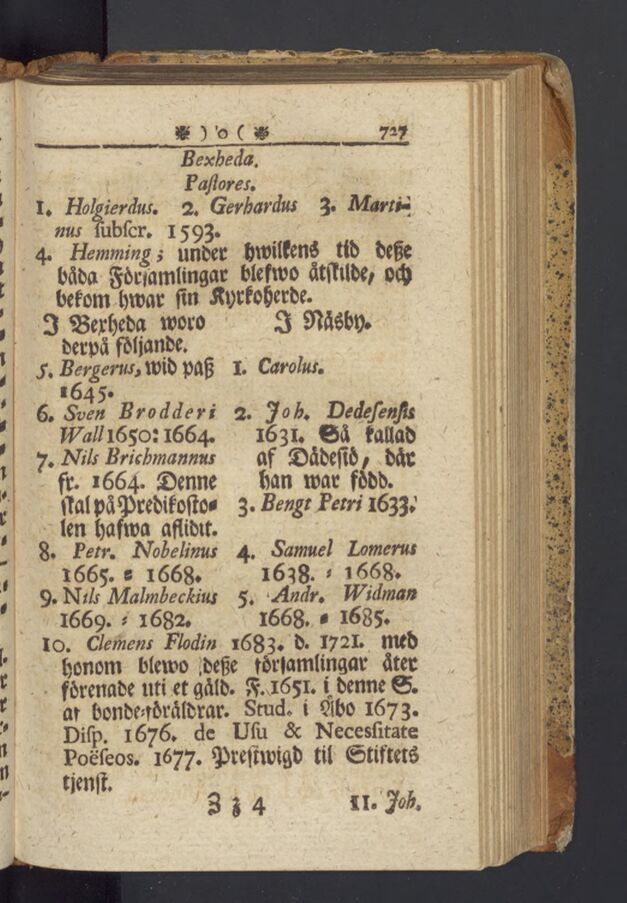 ❉ ) o ( ❉ 727
Bexheda.
Pastores.
1. Holgierdus. 2. Gerhardus 3. Marti-
nus subscr. 1593.
4. Hemming; under hwilkens tid deße
båda Församlingar blefwo åtskilde, och
bekom hwar sin Kyrkoherde.
I Bexheda woro
derpå följande.
5. Bergerus, wid paß
1645.
6. Sven Brodderi
Wall 1650: 1664.
7. Nils Brichmannus
fr. 1664. Denne
skal på Predikosto-
len hafwa aflidit.
8. Petr. Nobelinus
1665. = 1668.
9. Nils Malmbeckius
1669. : 1682.
I Näsby.
1. Carolus.
2. Joh. Dedesensis
1631. Så kallad
af Dädesjö, där
han war född.
3. Bengt Petri 1633.
4. Samuel Lomerus
1638. : 1668.
5. Andr. Widman
1668. = 1685.
10. Clemens Flodin 1683. d. 1721. med
honom blewo deße församlingar åter
förenade uti et gäld. F. 1651. i denne S.
af bonde-föräldrar. Stud. i Åbo 1673.
Disp. 1676. de Usu & Necessitate
Poëseos. 1677. Prestwigd til Stiftets
tjenst.
Z z 4 11. Joh.